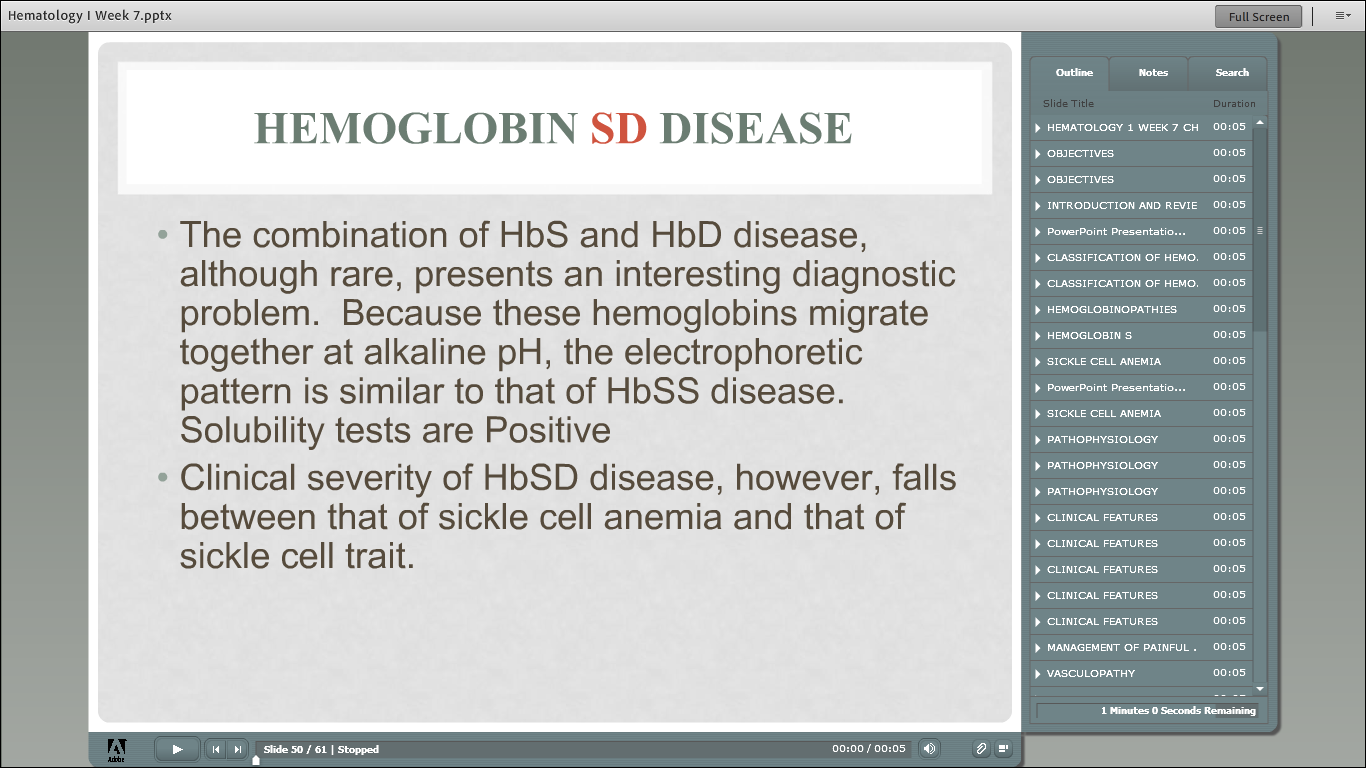 Hematology I Week 7.pptx
Full Screen
HEMOGLOBIN SD DISEASE
• The combination of HbS and HbD disease,
although rare, presents an interesting diagnostic
problem.  Because these hemoglobins migrate
together at alkaline pH, the electrophoretic
pattern is similar to that of HbSS disease.
Solubility tests are Positive
• Clinical severity of HbSD disease, however, falls
between that of sickle cell anemia and that of
sickle cell trait.
Outline Notes Search
Slide Title Duration
HEMATOLOGY 1 WEEK 7 CH 00:05
OBJECTIVES 00:05
OBJECTIVES 00:05
INTRODUCTION AND REVIE 00:05
PowerPoint Presentatio... 00:05
CLASSIFICATION OF HEMO. 00:05
CLASSIFICATION OF HEMO. 00:05
HEMOGLOBINOPATHIES 00:05
HEMOGLOBIN S 00:05
SICKLE CELL ANEMIA 00:05
PowerPoint Presentatio... 00:05
SICKLE CELL ANEMIA 00:05
PATHOPHYSIOLOGY 00:05
PATHOPHYSIOLOGY 00:05
PATHOPHYSIOLOGY 00:05
CLINICAL FEATURES 00:05
CLINICAL FEATURES 00:05
CLINICAL FEATURES 00:05
CLINICAL FEATURES 00:05
CLINICAL FEATURES 00:05
MANAGEMENT OF PAINFUL . 00:05
VASCULOPATHY 00:05
1 Minutes 0 Seconds Remaining
Adobe
Slide 50 / 61 | Stopped
00:00 / 00:05